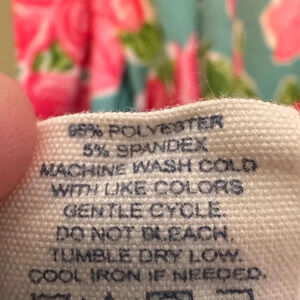 95% POLYESTER
5% SPANDEX
MACHINE WASH COLD
WITH LIKE COLORS
GENTLE CYCLE.
DO NOT BLEACH.
TUMBLE DRY LOW.
COOL IRON IF NEEDED.